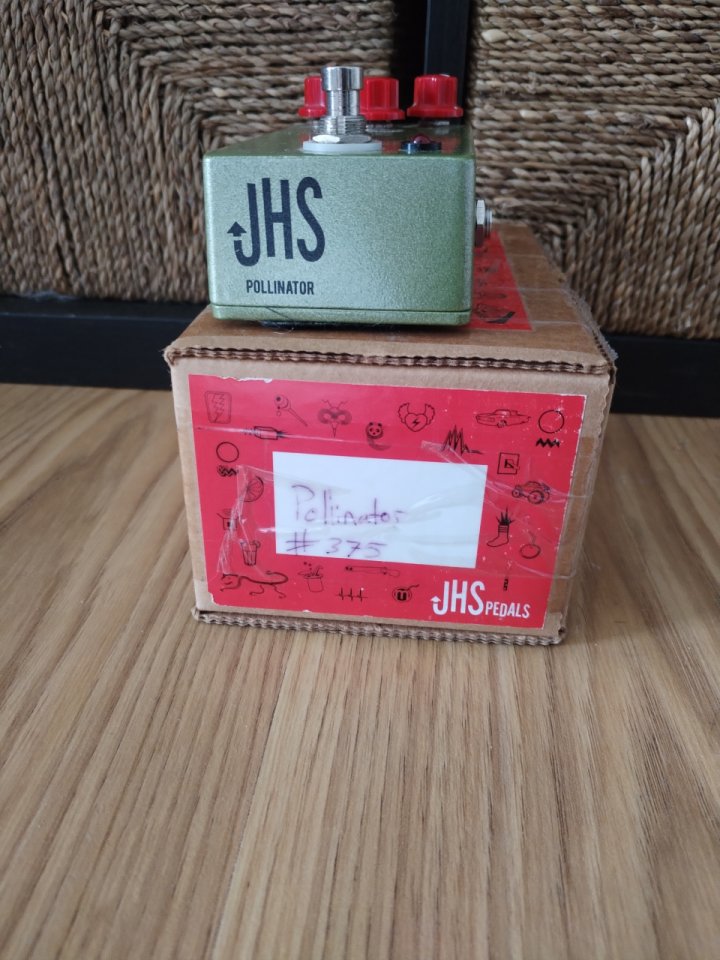 JHS
POLLINATOR
Pollinator
#375
JHS PEDALS